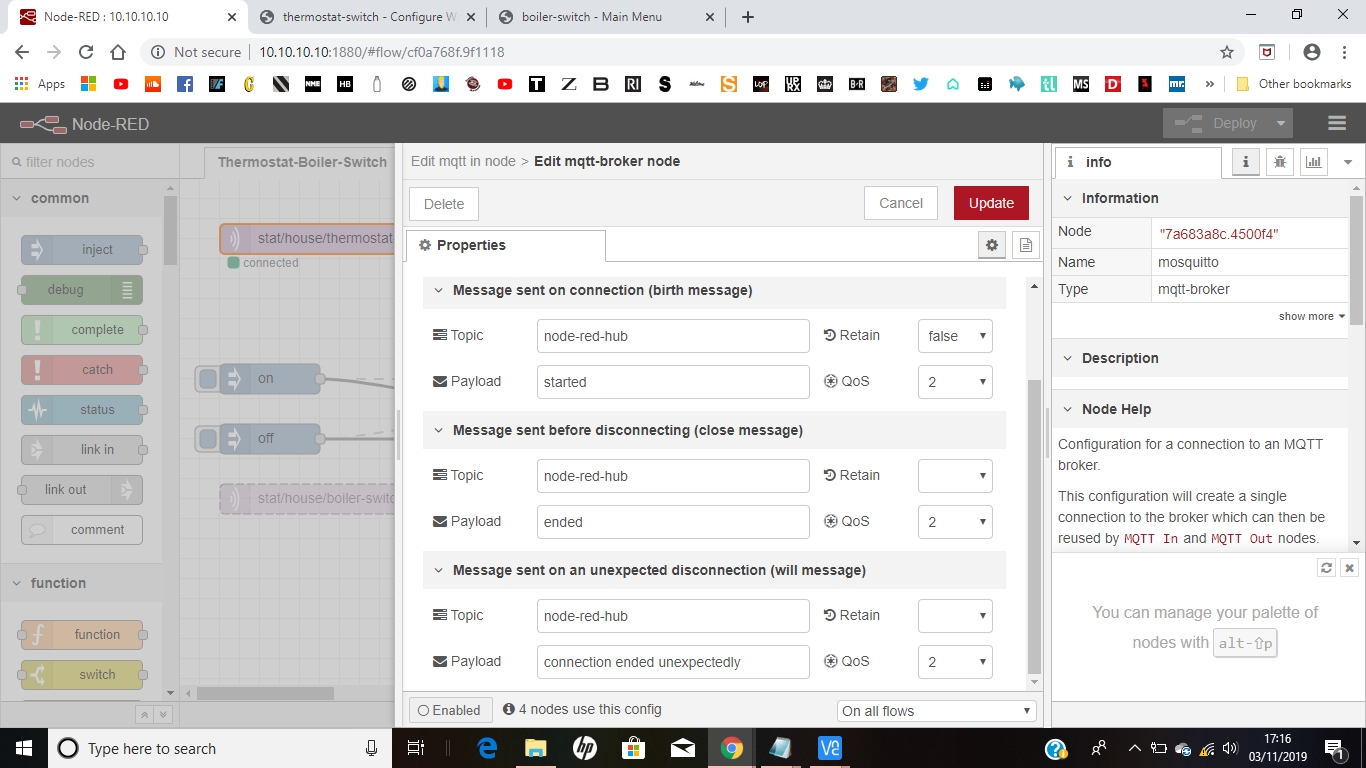 Node-RED : 10.10.10.10
thermostat-switch - Configure W
boiler-switch - Main Menu
Not secure
10.10.10.10:1880/#flow/cf0a768f.9f1118
Apps
NME
HB
T
Z
B
RI
S
S
LOF
B·R
tl
MS
D
mr.
»
Other bookmarks
Node-RED
Deploy
filter nodes
Thermostat-Boiler-Switch
Edit mqtt in node > Edit mqtt-broker node
i info
Delete
Cancel
Update
common
Information
Properties
Node
"7a683a8c.4500f4"
Name
mosquitto
Type
mqtt-broker
show more
inject
debug
complete
catch
status
link in
link out
comment
function
function
switch
stat/house/thermostat
connected
on
off
stat/house/boiler-switc
Message sent on connection (birth message)
Topic
node-red-hub
Retain
false
Payload
started
QoS
2
Message sent before disconnecting (close message)
Topic
node-red-hub
Retain
Payload
ended
QoS
2
Message sent on an unexpected disconnection (will message)
Topic
node-red-hub
Retain
Payload
connection ended unexpectedly
QoS
2
Enabled
4 nodes use this config
On all flows
Description
Node Help
Configuration for a connection to an MQTT
broker.
This configuration will create a single
connection to the broker which can then be
reused by MQTT In and MQTT Out nodes.
You can manage your palette of
nodes with alt-⇧p
Type here to search
hp
V2
17:16
03/11/2019
1